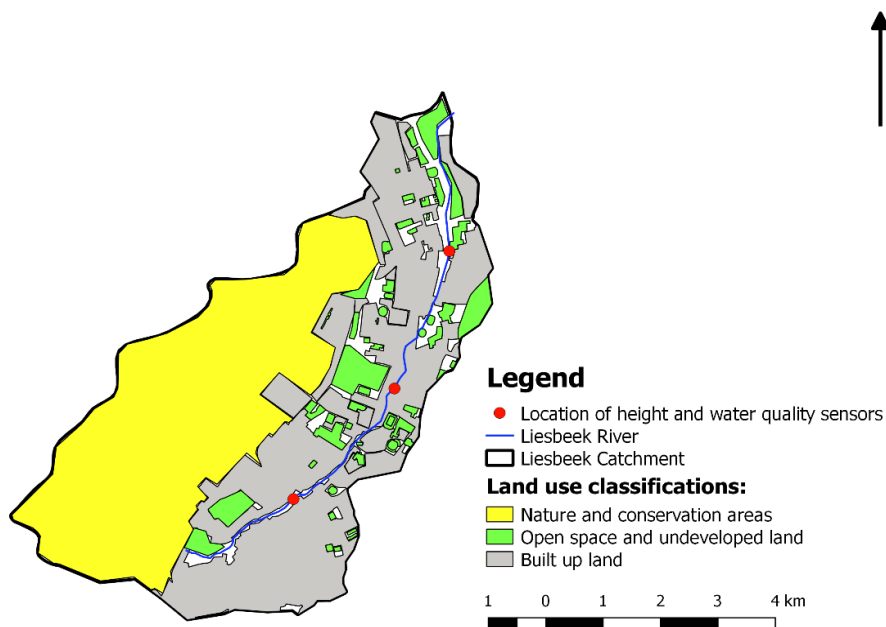 Legend
Location of height and water quality sensors
Liesbeek River
Liesbeek Catchment
Land use classifications:
Nature and conservation areas
Open space and undeveloped land
Built up land
1 0 1 2 3 4 km